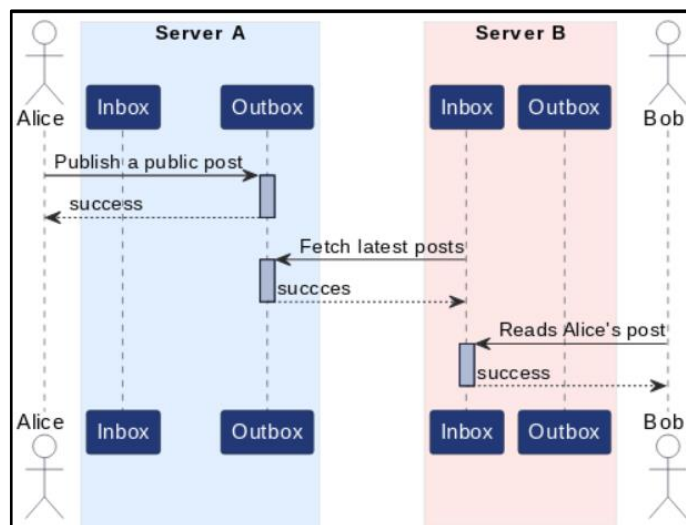 Server A Server B
Inbox Outbox Inbox Outbox
Alice Bob
Publish a public post
success
Fetch latest posts
succces
Reads Alice's post
success
Alice Inbox Outbox Inbox Outbox Bob